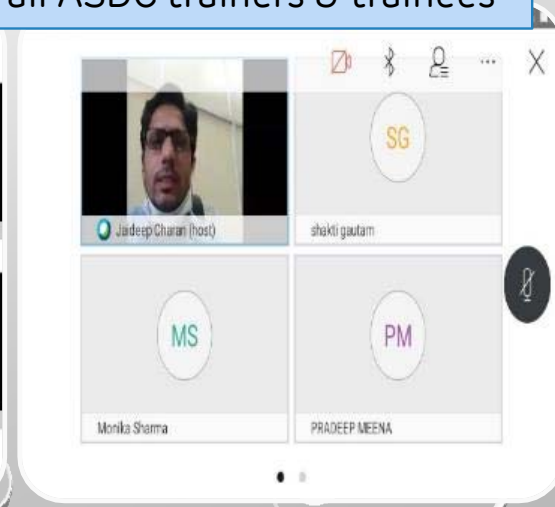 all ASDC trainers & trainees
SG
Jaideep Charan (host)
shakti gautam
MS
PM
Monika Sharma
PRADEEP MEENA